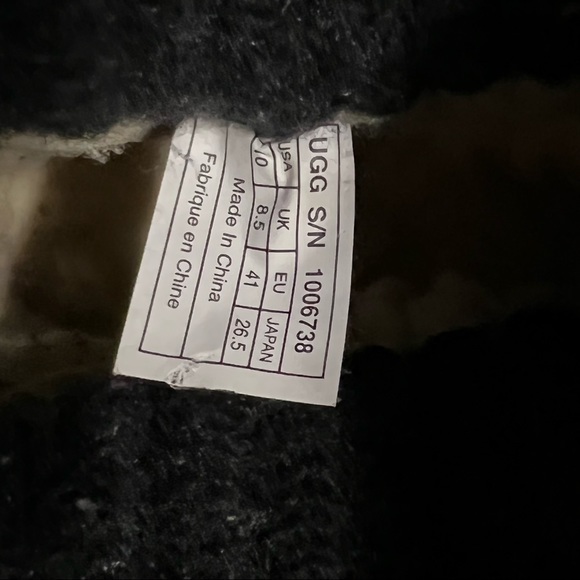 UGG S/N 1006738
USA UK EU JAPAN
10 8.5 41 26.5
Made In China
Fabrique en Chine